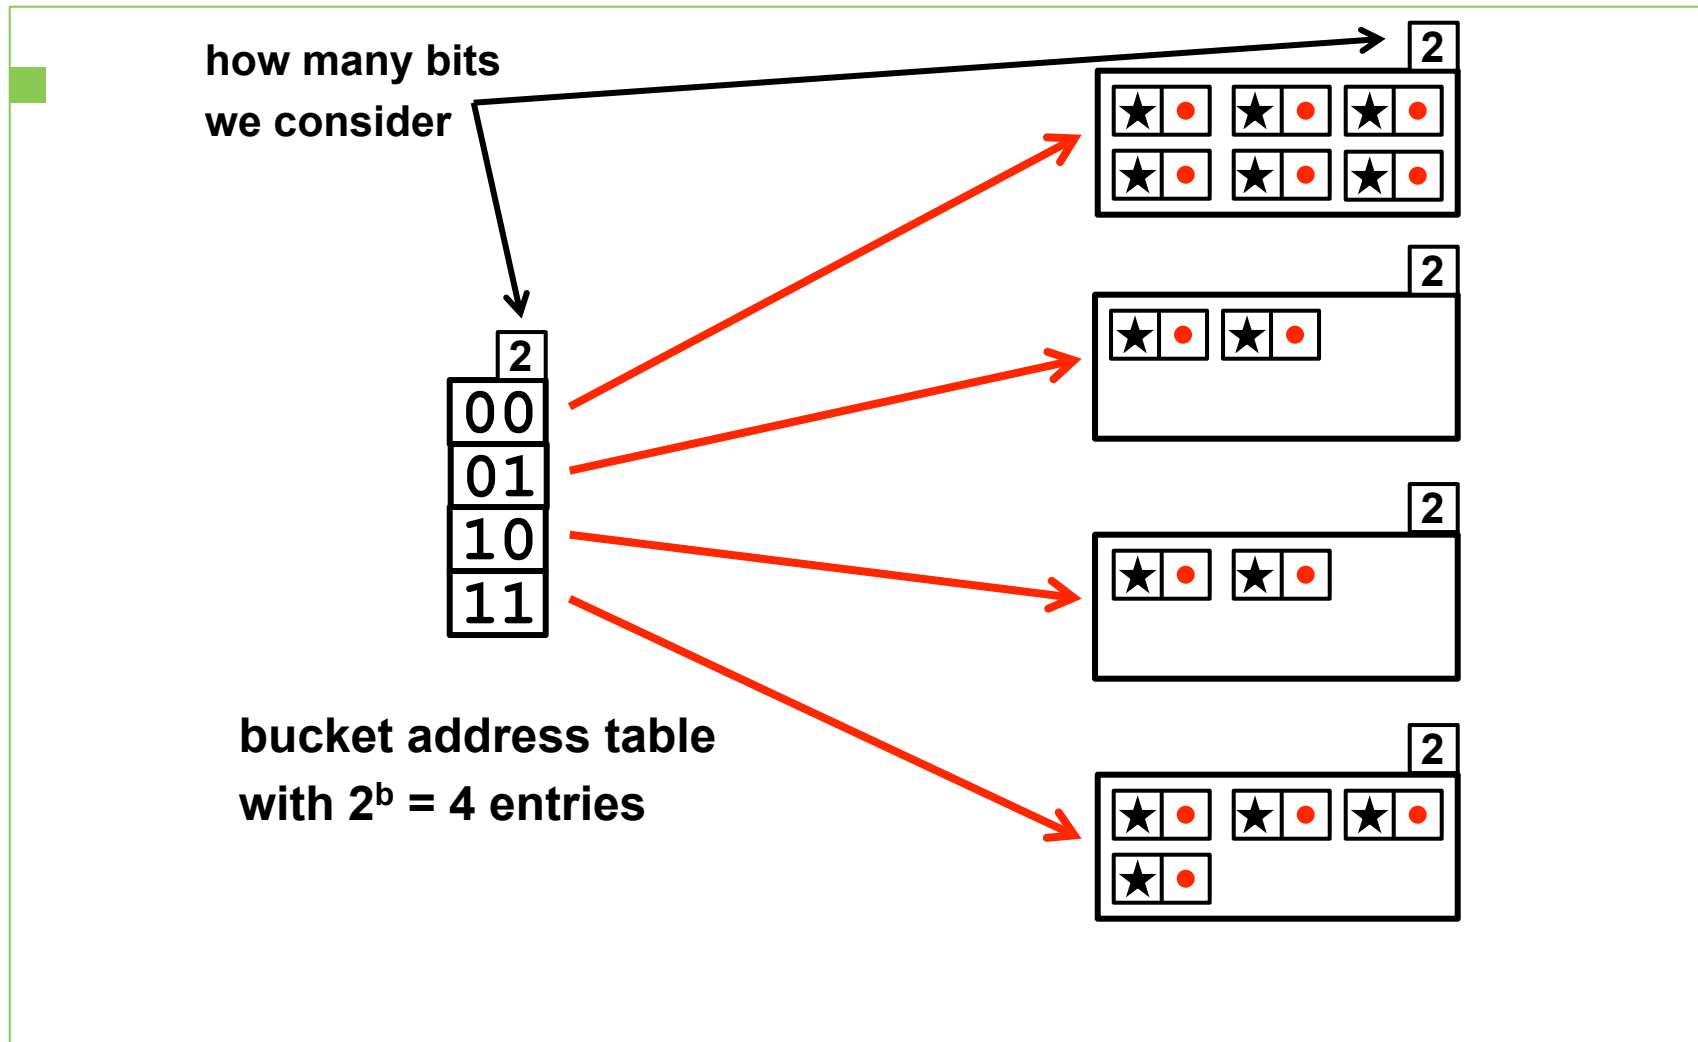 how many bits
we consider
2
2
2
00
01
10
11
2
bucket address table
with 2ᵇ = 4 entries
2